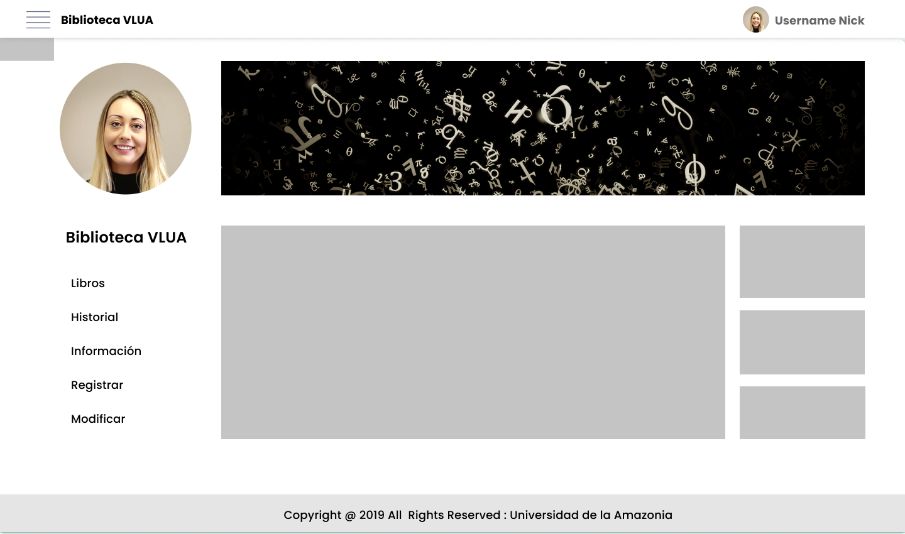 Biblioteca VLUA
Username Nick
Biblioteca VLUA
Libros
Historial
Información
Registrar
Modificar
Copyright @ 2019 All  Rights Reserved : Universidad de la Amazonia